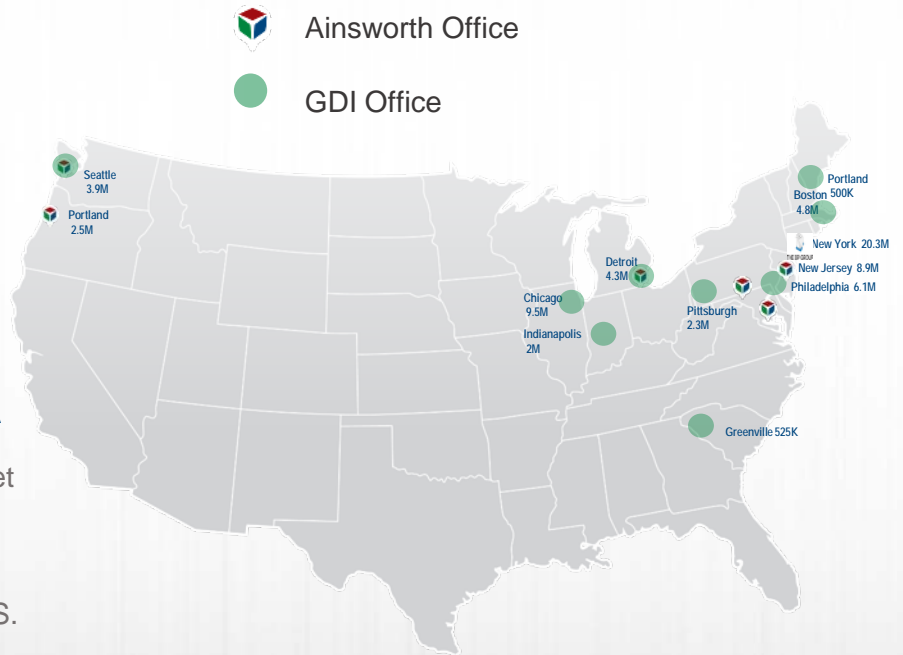 Ainsworth Office
GDI Office
Seattle
3.9M
Portland
2.5M
Portland
500K
Boston
4.8M
New York 20.3M
New Jersey 8.9M
Philadelphia 6.1M
Detroit
4.3M
Chicago
9.5M
Pittsburgh
2.3M
Indianapolis
2M
Greenville 525K
et
S.